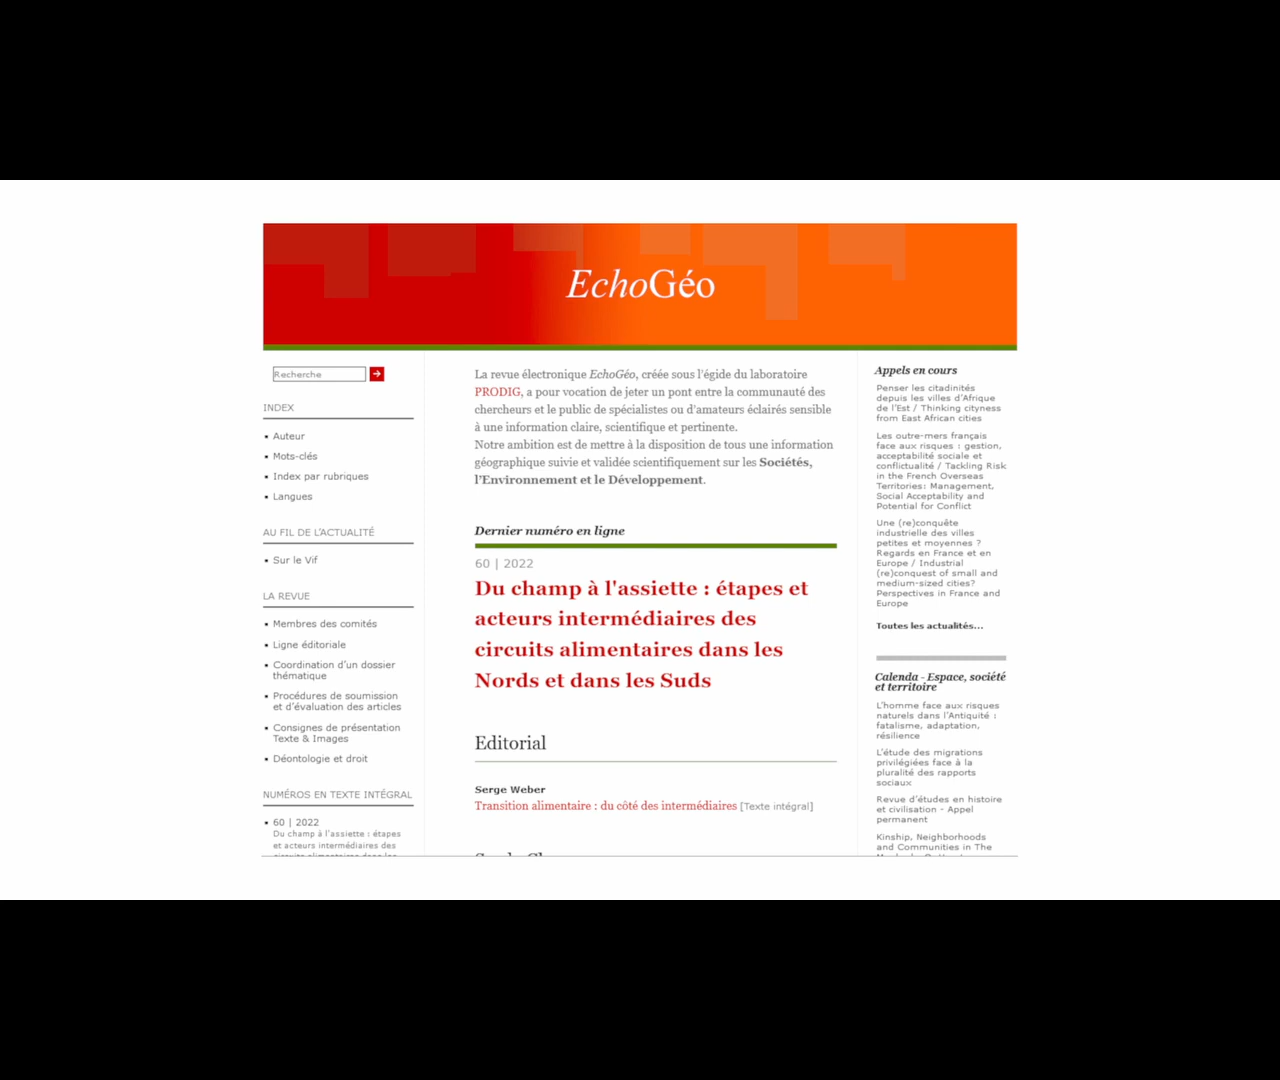 EchoGéo
Recherche
INDEX
Auteur
Mots-clés
Index par rubriques
Langues
AU FIL DE L'ACTUALITÉ
Sur le Vif
LA REVUE
Membres des comités
Ligne éditoriale
Coordination d'un dossier
thématique
Procédures de soumission
et d'évaluation des articles
Consignes de présentation
Texte & Images
Déontologie et droit
NUMÉROS EN TEXTE INTÉGRAL
60 | 2022
Du champ à l'assiette : étapes
et acteurs intermédiaires des
circuits alimentaires dans les
La revue électronique EchoGéo, créée sous l'égide du laboratoire
PRODIG, a pour vocation de jeter un pont entre la communauté des
chercheurs et le public de spécialistes ou d'amateurs éclairés sensible
à une information claire, scientifique et pertinente.
Notre ambition est de mettre à la disposition de tous une information
géographique suivie et validée scientifiquement sur les Sociétés,
l'Environnement et le Développement.
Dernier numéro en ligne
60 | 2022
Du champ à l'assiette : étapes et
acteurs intermédiaires des
circuits alimentaires dans les
Nords et dans les Suds
Editorial
Serge Weber
Transition alimentaire : du côté des intermédiaires [Texte intégral]
Appels en cours
Penser les citadinités
depuis les villes d'Afrique
de l'Est / Thinking cityness
from East African cities
Les outre-mers français
face aux risques : gestion,
acceptabilité sociale et
conflictualité / Tackling Risk
in the French Overseas
Territories: Management,
Social Acceptability and
Potential for Conflict
Une (re)conquête
industrielle des villes
petites et moyennes ?
Regards en France et en
Europe / Industrial
(re)conquest of small and
medium-sized cities?
Perspectives in France and
Europe
Toutes les actualités...
Calenda - Espace, société
et territoire
L'homme face aux risques
naturels dans l'Antiquité :
fatalisme, adaptation,
résilience
L'étude des migrations
privilégiées face à la
pluralité des rapports
sociaux
Revue d'études en histoire
et civilisation - Appel
permanent
Kinship, Neighborhoods
and Communities in The